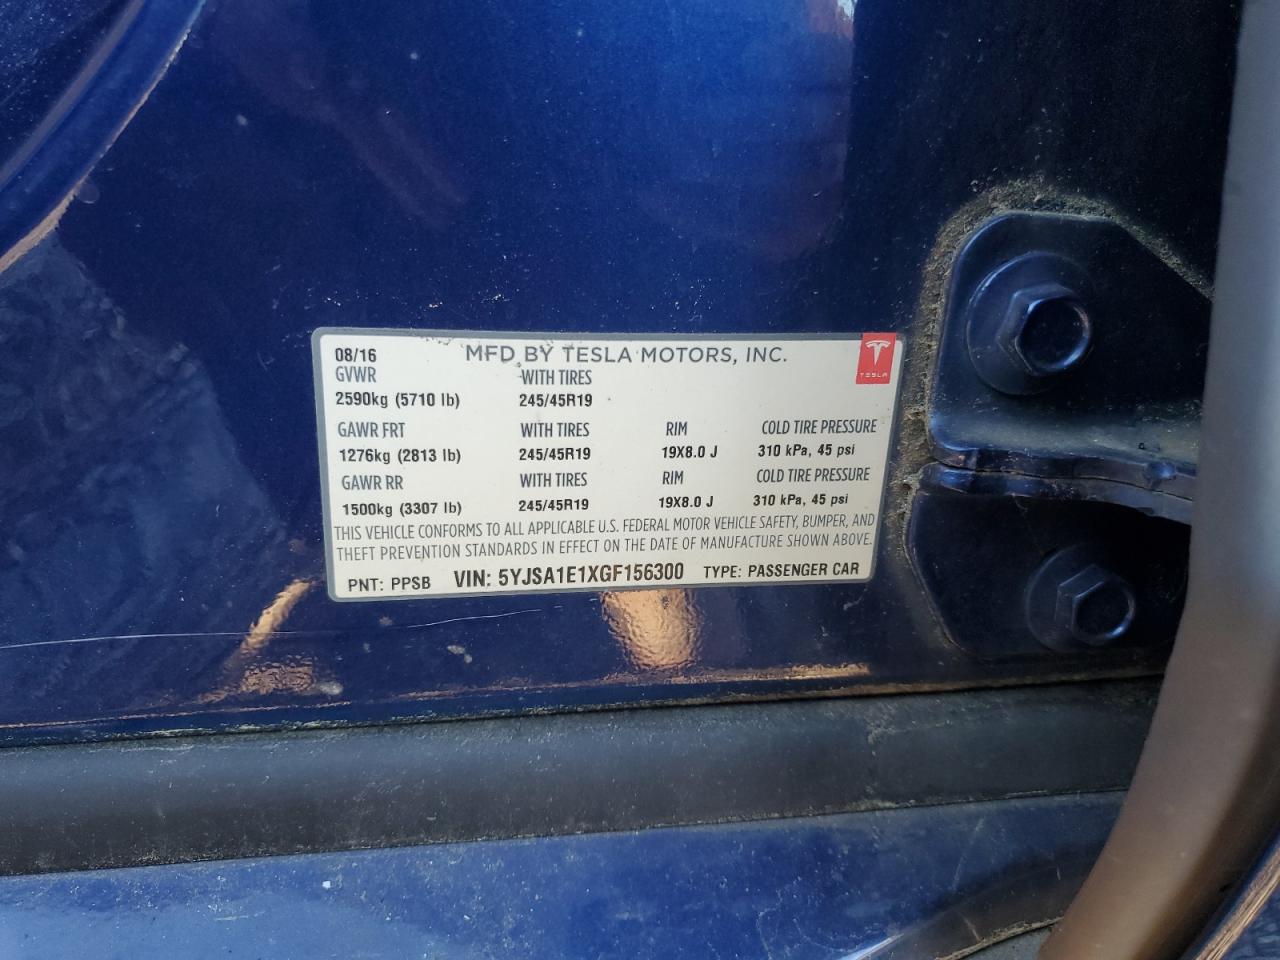 08/16 MFD BY TESLA MOTORS, INC.
TESLA
GVWR WITH TIRES
2590kg (5710 lb) 245/45R19
GAWR FRT WITH TIRES RIM COLD TIRE PRESSURE
1276kg (2813 lb) 245/45R19 19X8.0 J 310 kPa, 45 psi
GAWR RR WITH TIRES RIM COLD TIRE PRESSURE
1500kg (3307 lb) 245/45R19 19X8.0 J 310 kPa, 45 psi
THIS VEHICLE CONFORMS TO ALL APPLICABLE U.S. FEDERAL MOTOR VEHICLE SAFETY, BUMPER, AND
THEFT PREVENTION STANDARDS IN EFFECT ON THE DATE OF MANUFACTURE SHOWN ABOVE.
PNT: PPSB VIN: 5YJSA1E1XGF156300 TYPE: PASSENGER CAR